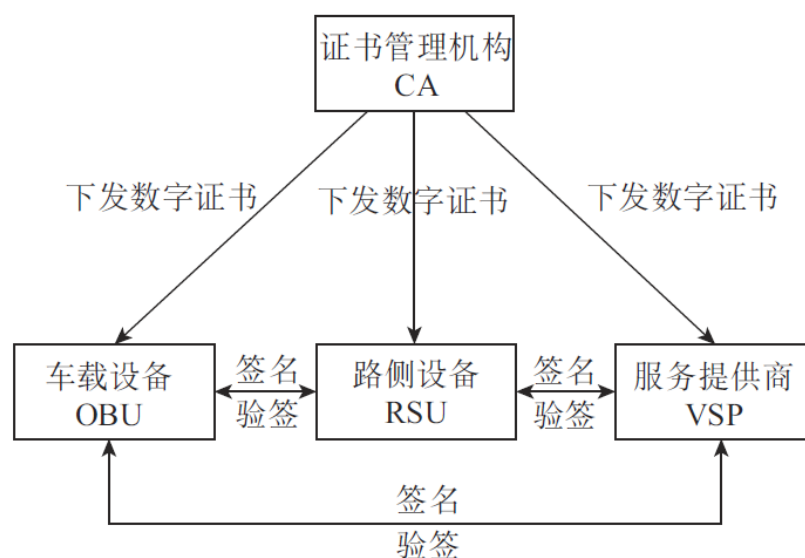 证书管理机构
CA
下发数字证书
下发数字证书
下发数字证书
车载设备
OBU
签名
验签
路侧设备
RSU
签名
验签
服务提供商
VSP
签名
验签